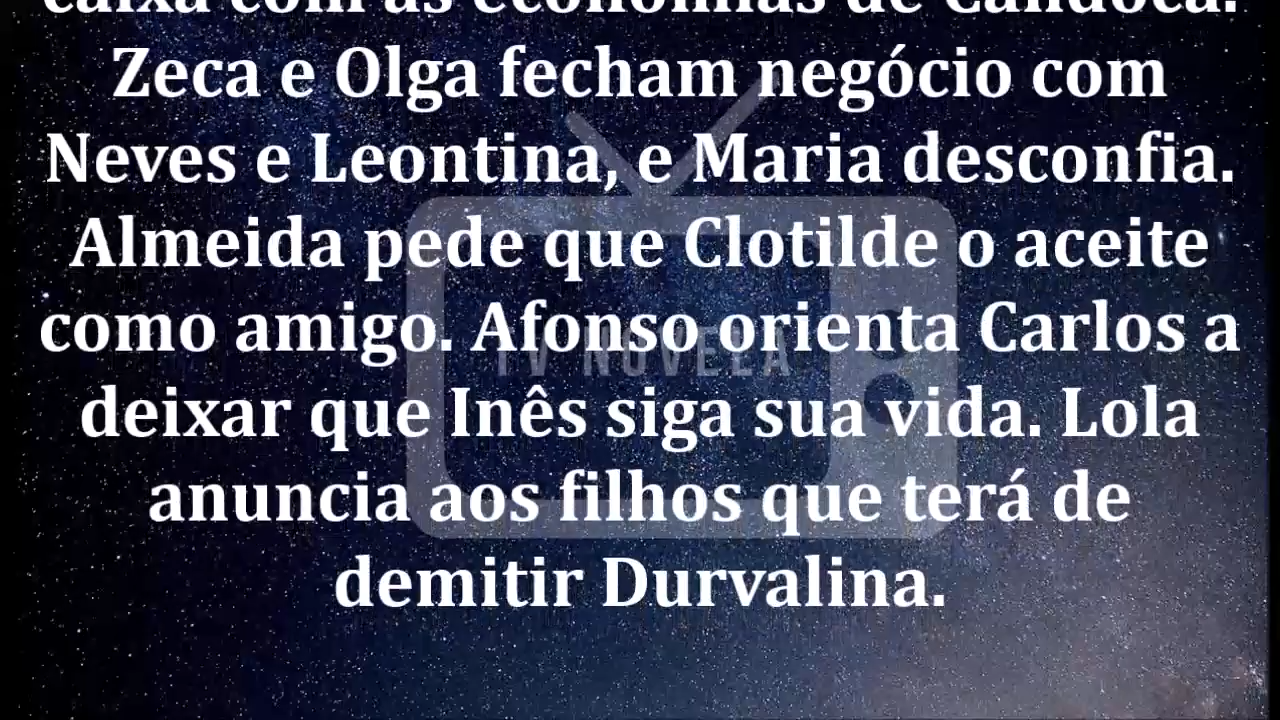 caixa com as economias de Candoca.
Zeca e Olga fecham negócio com
Neves e Leontina, e Maria desconfia.
Almeida pede que Clotilde o aceite
como amigo. Afonso orienta Carlos a
TV NOVELA
deixar que Inês siga sua vida. Lola
anuncia aos filhos que terá de
demitir Durvalina.